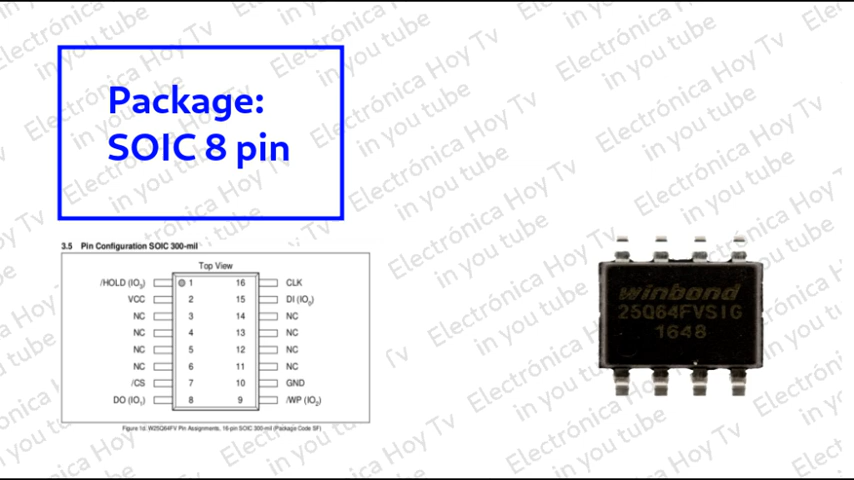 Package:
SOIC 8 pin
3.5 Pin Configuration SOIC 300-mil
Top View
/HOLD (IO3) 1 16 CLK
VCC 2 15 DI (IO0)
NC 3 14 NC
NC 4 13 NC
NC 5 12 NC
NC 6 11 NC
/CS 7 10 GND
DO (IO1) 8 9 /WP (IO2)
Figure 1d. W25Q64FV Pin Assignments, 16-pin SOIC 300-mil (Package Code SF)
winbond
25Q64FVSIG
1648
Electrónica Hoy Tv
in you tube